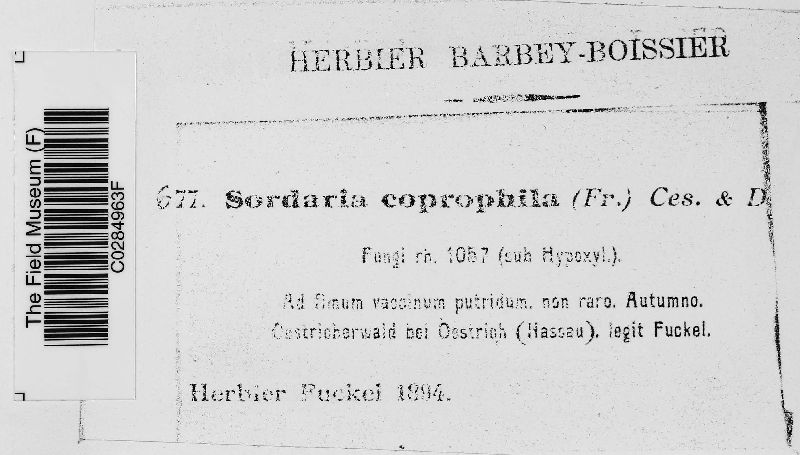 HERBIER BARBEY-BOISSIER
677. Sordaria coprophila (Fr.) Ces. & D
Fungi rh. 1057 (sub Hypoxyl.).
Ad fimum vaccinum putridum, non raro. Autumno.
Oestricherwald bei Oestrich (Nassau). legit Fuckel.
Herbier Fuckel 1894.
The Field Museum (F)
C0284963F